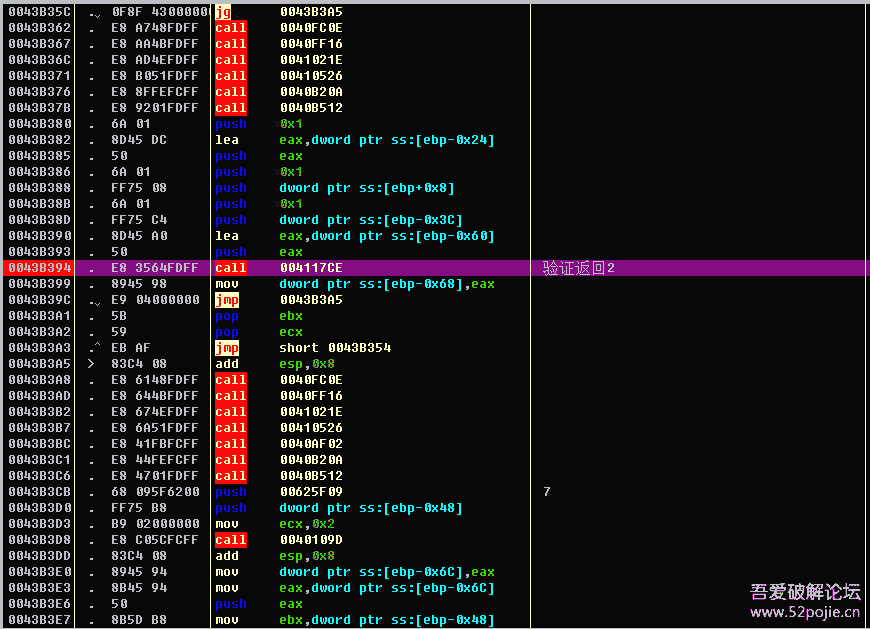 0043B35C . 0F8F 43000000 jg 0043B3A5
0043B362 . E8 A748FDFF call 0040FC0E
0043B367 . E8 AA4BFDFF call 0040FF16
0043B36C . E8 AD4EFDFF call 0041021E
0043B371 . E8 B051FDFF call 00410526
0043B376 . E8 8FFEFCFF call 0040B20A
0043B37B . E8 9201FDFF call 0040B512
0043B380 . 6A 01 push 0x1
0043B382 . 8D45 DC lea eax,dword ptr ss:[ebp-0x24]
0043B385 . 50 push eax
0043B386 . 6A 01 push 0x1
0043B388 . FF75 08 push dword ptr ss:[ebp+0x8]
0043B38B . 6A 01 push 0x1
0043B38D . FF75 C4 push dword ptr ss:[ebp-0x3C]
0043B390 . 8D45 A0 lea eax,dword ptr ss:[ebp-0x60]
0043B393 . 50 push eax
0043B394 . E8 3564FDFF call 004117CE 验证返回2
0043B399 . 8945 98 mov dword ptr ss:[ebp-0x68],eax
0043B39C . E9 04000000 jmp 0043B3A5
0043B3A1 . 5B pop ebx
0043B3A2 . 59 pop ecx
0043B3A3 .^ EB AF jmp short 0043B354
0043B3A5 > 83C4 08 add esp,0x8
0043B3A8 . E8 6148FDFF call 0040FC0E
0043B3AD . E8 644BFDFF call 0040FF16
0043B3B2 . E8 674EFDFF call 0041021E
0043B3B7 . E8 6A51FDFF call 00410526
0043B3BC . E8 41FBFCFF call 0040AF02
0043B3C1 . E8 44FEFCFF call 0040B20A
0043B3C6 . E8 4701FDFF call 0040B512
0043B3CB . 68 095F6200 push 00625F09 7
0043B3D0 . FF75 B8 push dword ptr ss:[ebp-0x48]
0043B3D3 . B9 02000000 mov ecx,0x2
0043B3D8 . E8 C05CFCFF call 0040109D
0043B3DD . 83C4 08 add esp,0x8
0043B3E0 . 8945 94 mov dword ptr ss:[ebp-0x6C],eax
0043B3E3 . 8B45 94 mov eax,dword ptr ss:[ebp-0x6C]
0043B3E6 . 50 push eax
0043B3E7 . 8B5D B8 mov ebx,dword ptr ss:[ebp-0x48]
吾爱破解论坛
www.52pojie.cn